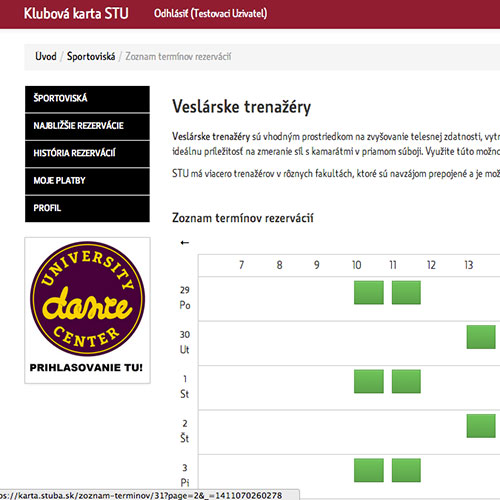 Klubová karta STU
Odhlásiť (Testovaci Uzivatel)
Úvod / Športoviská / Zoznam termínov rezervácií
ŠPORTOVISKÁ
NAJBLIŽŠIE REZERVÁCIE
HISTÓRIA REZERVÁCIÍ
MOJE PLATBY
PROFIL
UNIVERSITY
dance
CENTER
PRIHLASOVANIE TU!
Veslárske trenažéry
Veslárske trenažéry sú vhodným prostriedkom na zvyšovanie telesnej zdatnosti, vytr
ideálnu príležitosť na zmeranie síl s kamarátmi v priamom súboji. Využite túto možno
STU má viacero trenažérov v rôznych fakultách, ktoré sú navzájom prepojené a je mož
Zoznam termínov rezervácií
←
7 8 9 10 11 12 13
29
Po
30
Ut
1
St
2
Št
3
Pi
ps://karta.stuba.sk/zoznam-terminov/31?page=2&_=1411070260278